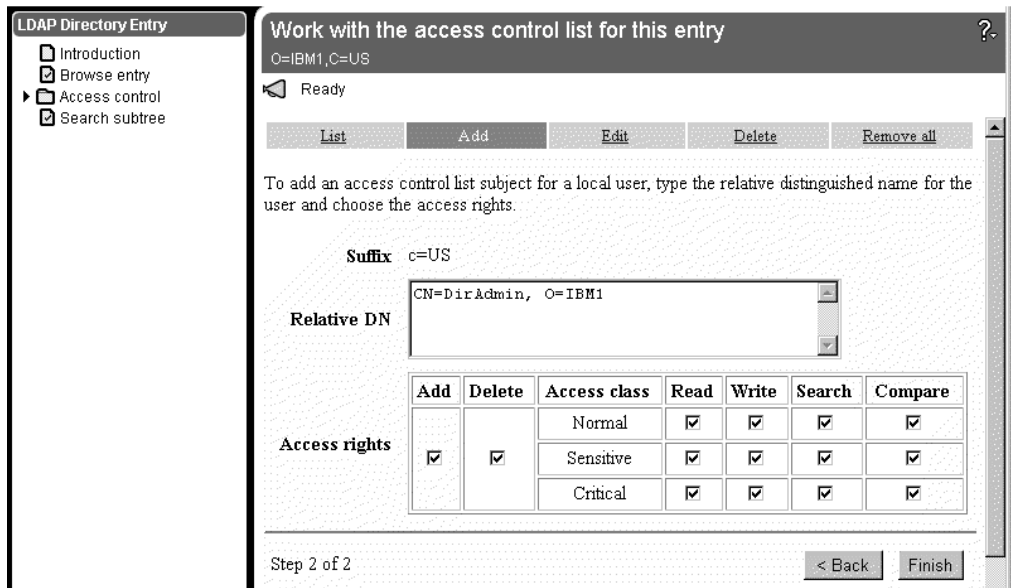 LDAP Directory Entry
Introduction
Browse entry
Access control
Search subtree
Work with the access control list for this entry
?
O=IBM1,C=US
Ready
List Add Edit Delete Remove all
To add an access control list subject for a local user, type the relative distinguished name for the
user and choose the access rights.
Suffix c=US
Relative DN
CN=DirAdmin, O=IBM1
Access rights
Add Delete Access class Read Write Search Compare
Normal
Sensitive
Critical
Step 2 of 2
< Back Finish